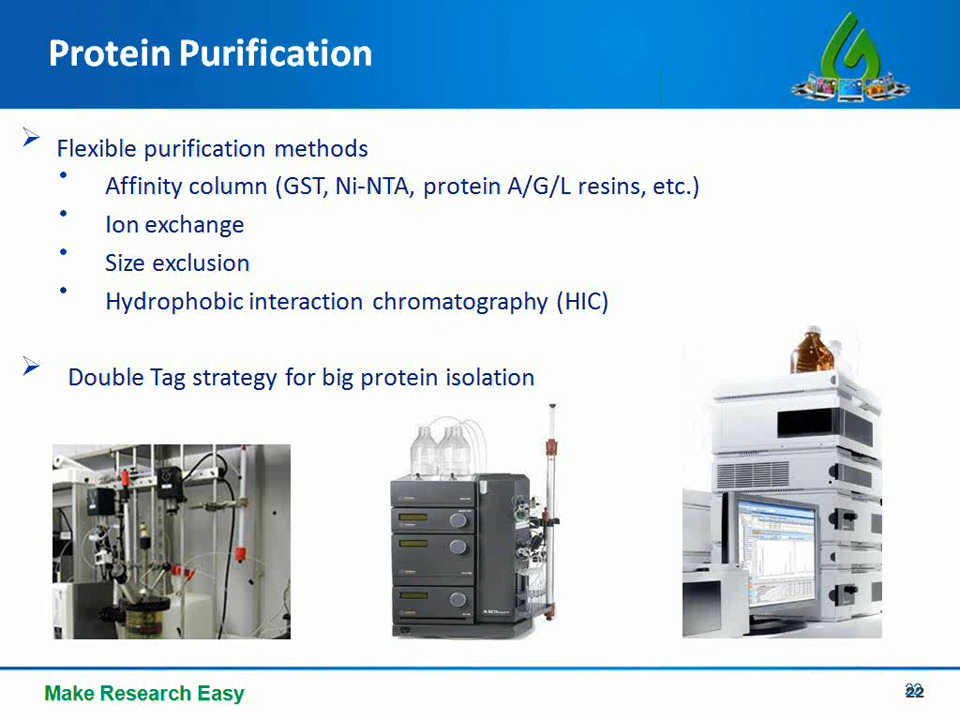 Protein Purification
Flexible purification methods
Affinity column (GST, Ni-NTA, protein A/G/L resins, etc.)
Ion exchange
Size exclusion
Hydrophobic interaction chromatography (HIC)
Double Tag strategy for big protein isolation
Make Research Easy
22